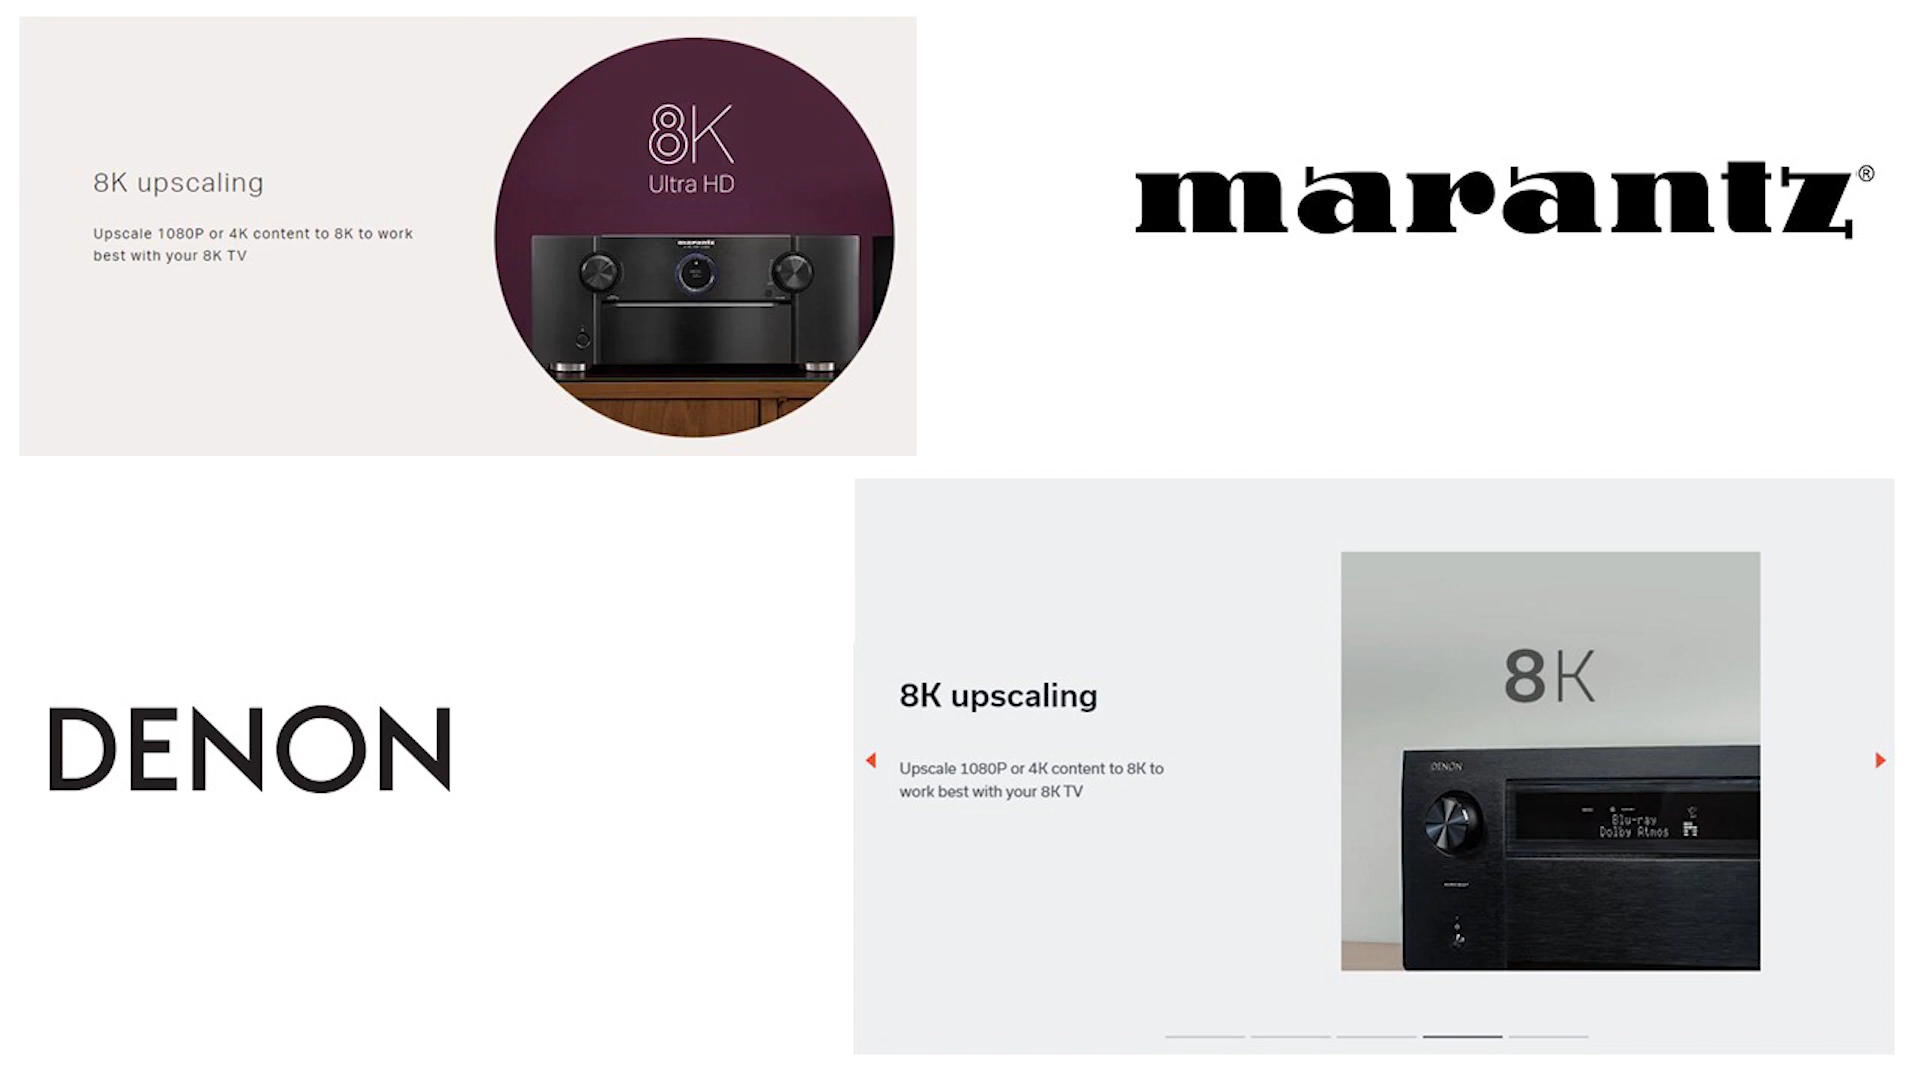 8K
Ultra HD
8K upscaling
Upscale 1080P or 4K content to 8K to work
best with your 8K TV
marantz
marantz®
DENON
8K upscaling
Upscale 1080P or 4K content to 8K to
work best with your 8K TV
8K
DENON
Blu-ray
Dolby Atmos